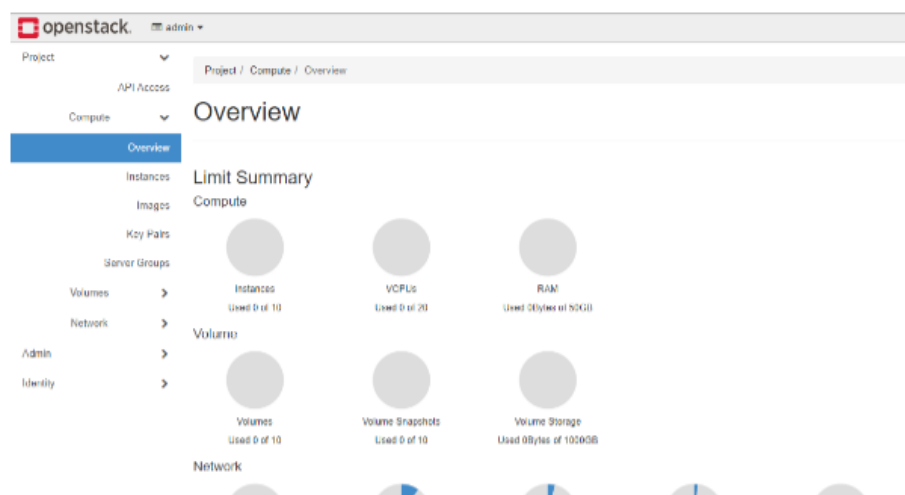 openstack. admin
Project
API Access
Compute
Overview
Instances
Images
Key Pairs
Server Groups
Volumes
Network
Admin
Identity
Project / Compute / Overview
Overview
Limit Summary
Compute
Instances
Used 0 of 10
VCPUs
Used 0 of 20
RAM
Used 0Bytes of 50GB
Volume
Volumes
Used 0 of 10
Volume Snapshots
Used 0 of 10
Volume Storage
Used 0Bytes of 1000GB
Network